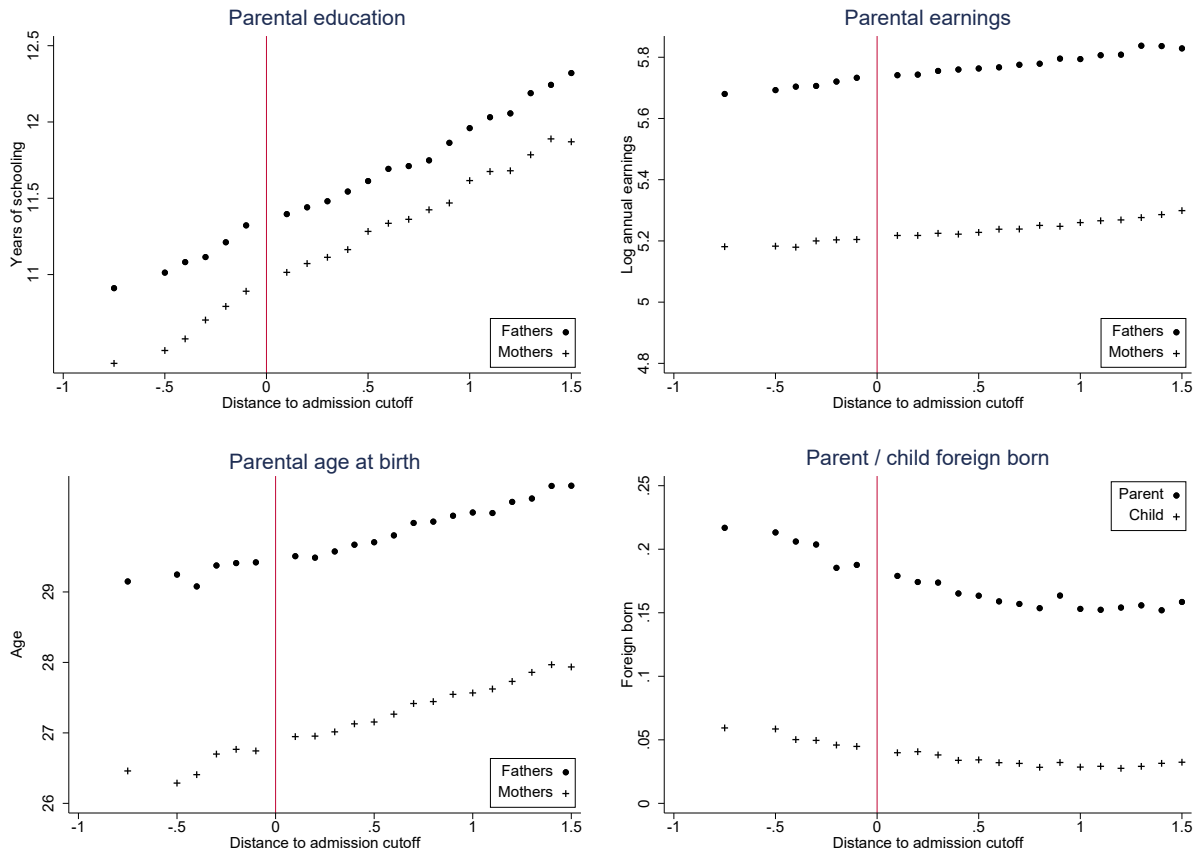 Parental education
Years of schooling
12.5
12
11.5
11
Fathers
Mothers
-1 -.5 0 .5 1 1.5
Distance to admission cutoff
Parental earnings
Log annual earnings
5.8
5.6
5.4
5.2
5
4.8
Fathers
Mothers
-1 -.5 0 .5 1 1.5
Distance to admission cutoff
Parental age at birth
Age
29
28
27
26
Fathers
Mothers
-1 -.5 0 .5 1 1.5
Distance to admission cutoff
Parent / child foreign born
Foreign born
.25
.2
.15
.1
.05
0
Parent
Child
-1 -.5 0 .5 1 1.5
Distance to admission cutoff